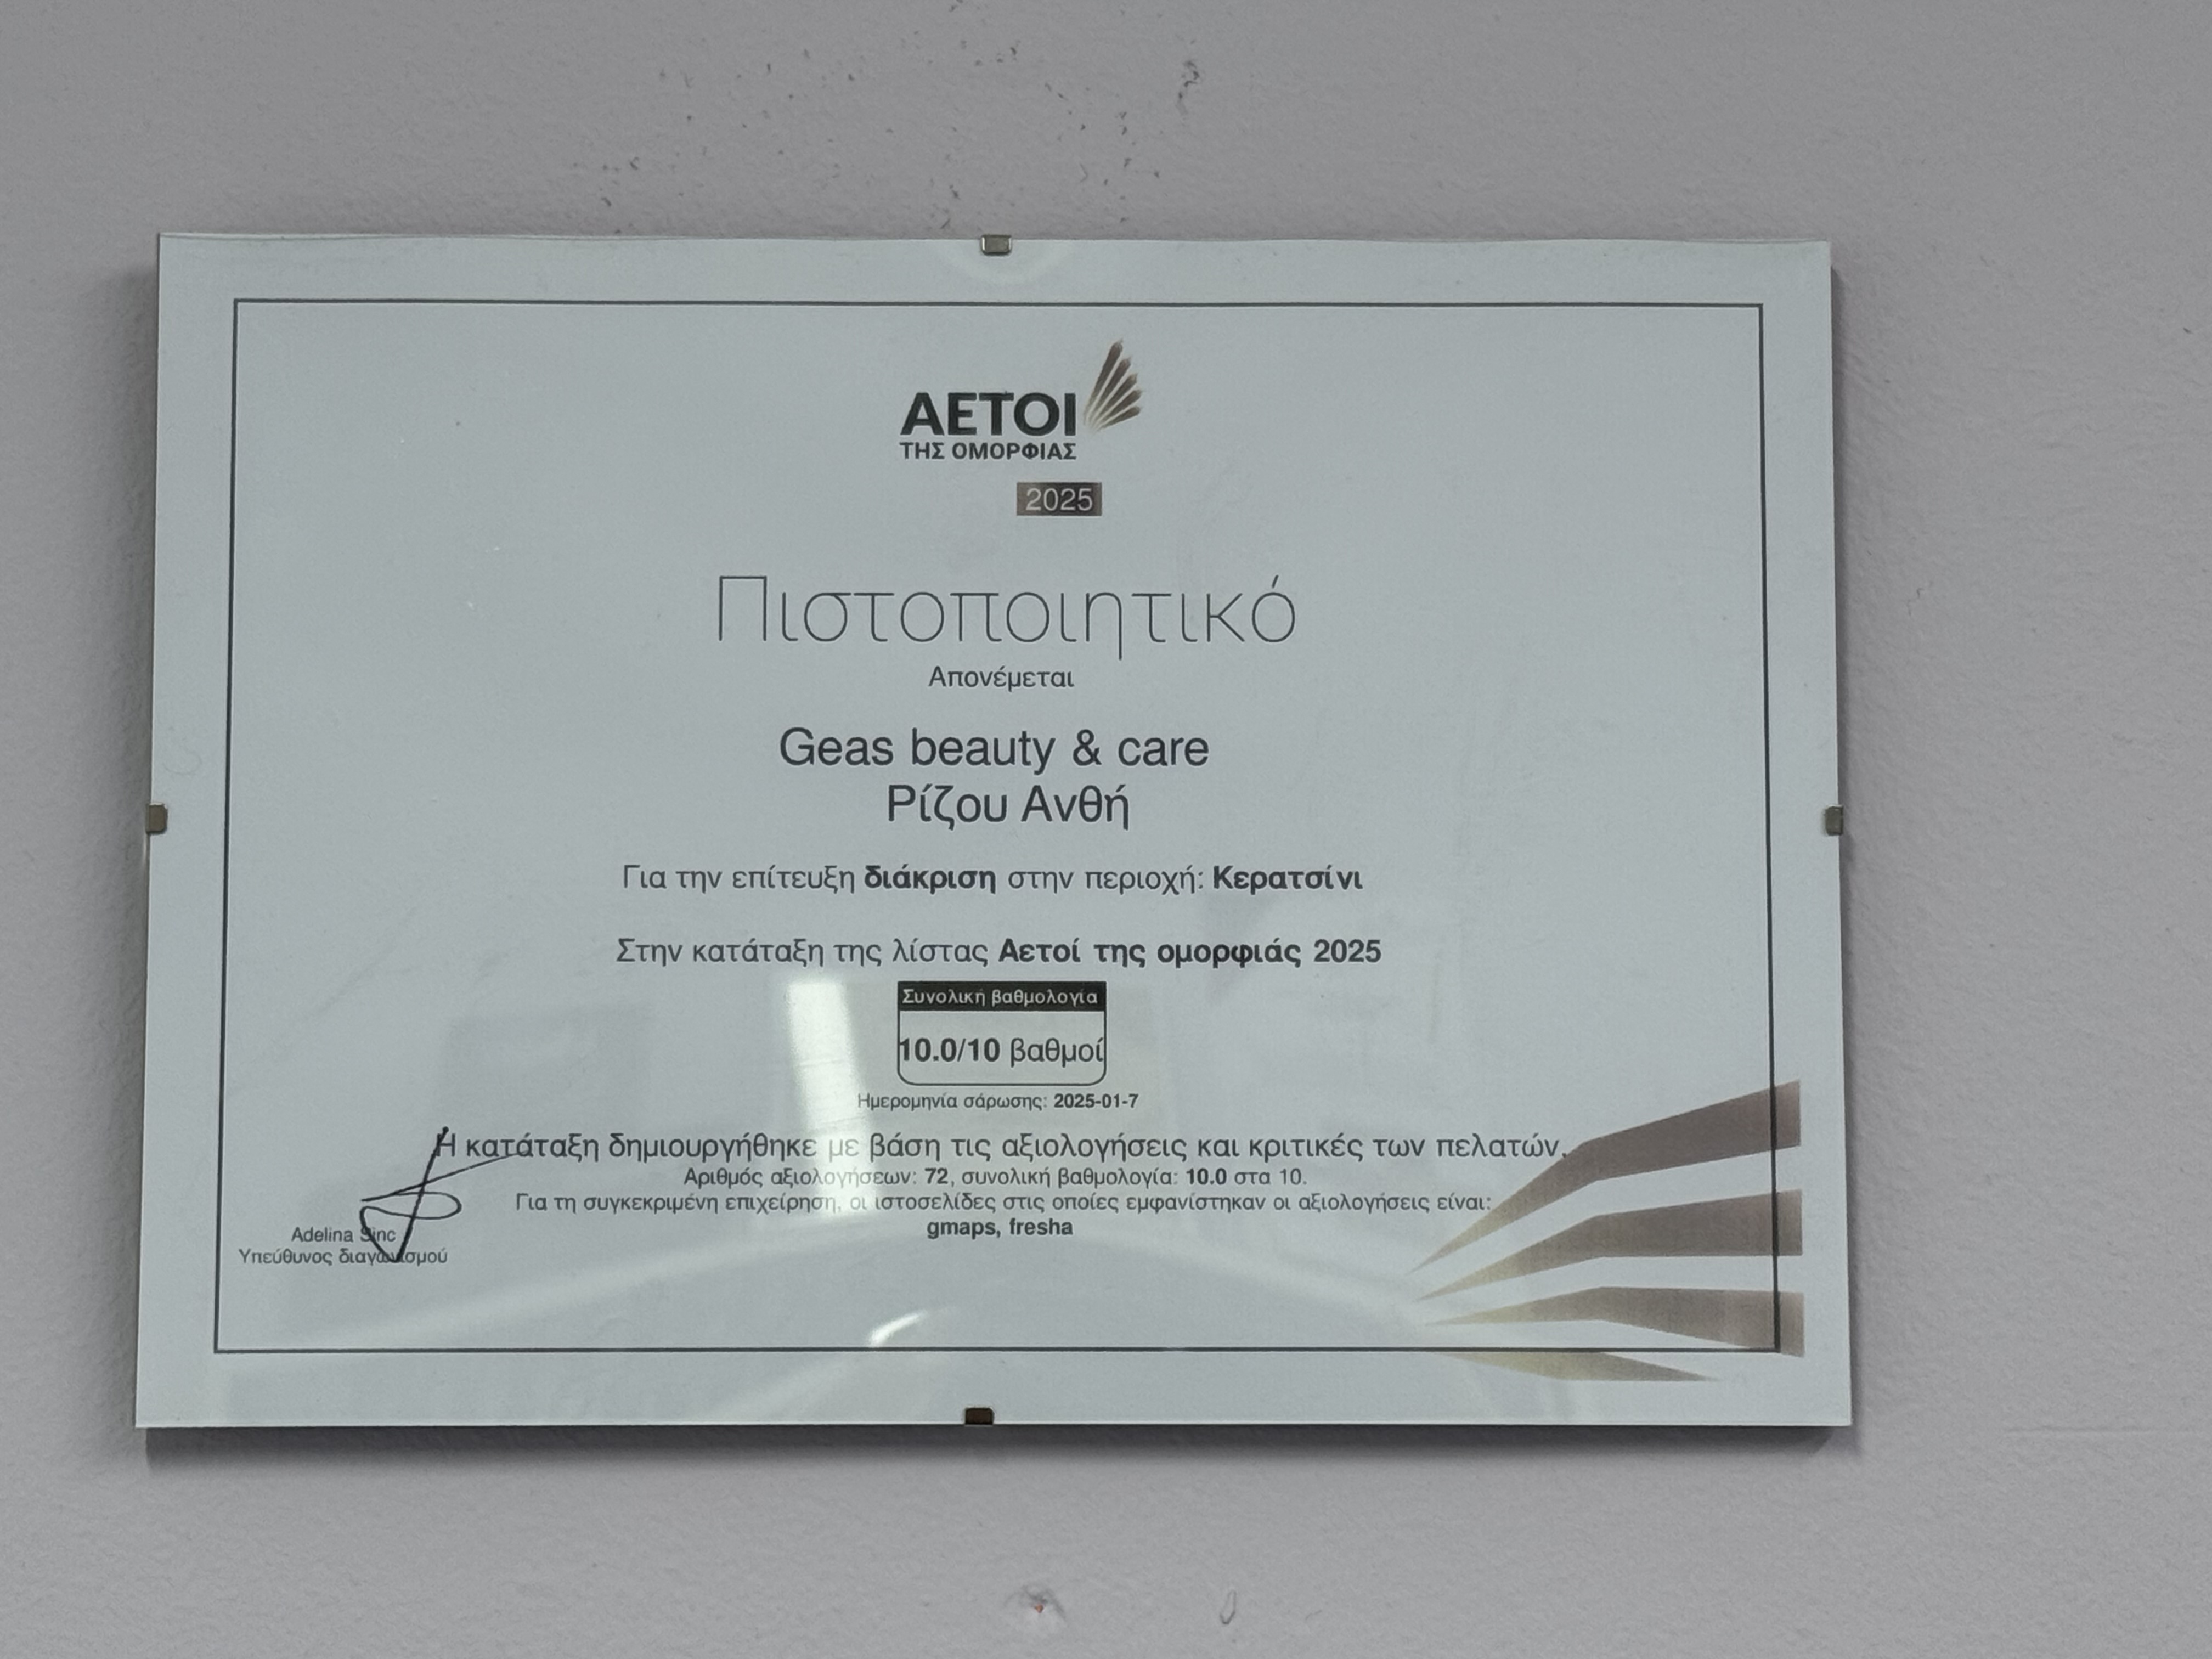 ΑΕΤΟΙ
ΤΗΣ ΟΜΟΡΦΙΑΣ
2025
Πιστοποιητικό
Απονέμεται
Geas beauty & care
Ρίζου Ανθή
Για την επίτευξη διάκριση στην περιοχή: Κερατσίνι
Στην κατάταξη της λίστας Αετοί της ομορφιάς 2025
Συνολική βαθμολογία
10.0/10 βαθμοί
Ημερομηνία σάρωσης: 2025-01-7
Η κατάταξη δημιουργήθηκε με βάση τις αξιολογήσεις και κριτικές των πελατών.
Αριθμός αξιολογήσεων: 72, συνολική βαθμολογία: 10.0 στα 10.
Για τη συγκεκριμένη επιχείρηση, οι ιστοσελίδες στις οποίες εμφανίστηκαν οι αξιολογήσεις είναι:
gmaps, fresha
Adelina Sinc
Υπεύθυνος διαγωνισμού